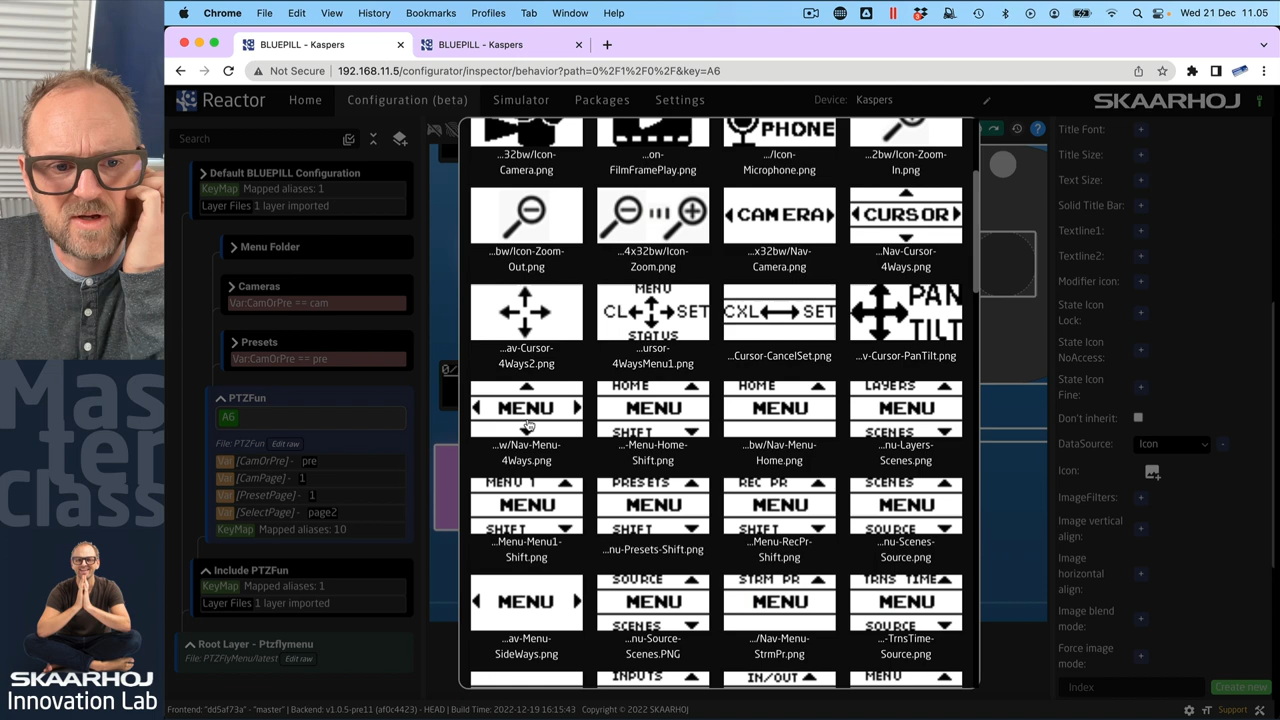 Chrome File Edit View History Bookmarks Profiles Tab Window Help Wed 21 Dec 11.05
BLUEPILL - Kaspers
BLUEPILL - Kaspers
Not Secure 192.168.11.5/configurator/inspector/behavior?path=0%2F1%2F0%2F&key=A6
Reactor Home Configuration (beta) Simulator Packages Settings Device: Kaspers SKAARHOJ
Search
Default BLUEPILL Configuration
KeyMap Mapped aliases: 1
Layer Files 1 layer imported
Menu Folder
Cameras
Var:CamOrPre == cam
Presets
Var:CamOrPre == pre
PTZFun
A6
File: PTZFun Edit raw
Var [CamOrPre]- pre
Var [CamPage]- 1
Var [PresetPage]- 1
Var [SelectPage]- page2
KeyMap Mapped aliases: 10
Include PTZFun
KeyMap Mapped aliases: 1
Layer Files 1 layer imported
Root Layer - Ptzflymenu
File: PTZFlyMenu/latest Edit raw
PHONE
...32bw/Icon-
Camera.png
...on-
FilmFramePlay.png
.../Icon-
Microphone.png
...2bw/Icon-Zoom-
In.png
CAMERA
CURSOR
...bw/Icon-Zoom-
Out.png
...4x32bw/Icon-
Zoom.png
...x32bw/Nav-
Camera.png
...Nav-Cursor-
4Ways.png
MENU
CL SET
STATUS
CXL SET
PAN
TILT
...av-Cursor-
4Ways2.png
...ursor-
4WaysMenu1.png
...Cursor-CancelSet.png
...v-Cursor-PanTilt.png
MENU
HOME
MENU
SHIFT
HOME
MENU
LAYERS
MENU
SCENES
...w/Nav-Menu-
4Ways.png
...-Menu-Home-
Shift.png
...bw/Nav-Menu-
Home.png
...nu-Layers-
Scenes.png
MENU 1
MENU
SHIFT
PRESETS
MENU
SHIFT
REC PR
MENU
SHIFT
SCENES
MENU
SOURCE
...Menu-Menu1-
Shift.png
...nu-Presets-Shift.png
...Menu-RecPr-
Shift.png
...nu-Scenes-
Source.png
MENU
SOURCE
MENU
SCENES
STRM PR
MENU
TRNS TIME
MENU
SOURCE
...av-Menu-
SideWays.png
...nu-Source-
Scenes.PNG
.../Nav-Menu-
StrmPr.png
...-TrnsTime-
Source.png
INPUTS
IN/OUT
MENU
Title Font:
Title Size:
Text Size:
Solid Title Bar:
Textline1:
Textline2:
Modifier icon:
State Icon
Lock:
State Icon
NoAccess:
State Icon
Fine:
Don't inherit:
DataSource: Icon
Icon:
ImageFilters:
Image vertical
align:
Image
horizontal
align:
Image blend
mode:
Force image
mode:
Index Create new
Frontend: "dd5af73a" - "master" | Backend: v1.0.5-pre11 (af0c4423) - HEAD | Build Time: 2022-12-19 16:15:43 Copyright © 2022 SKAARHOJ
Support
Mas
ter
Class
SKAARHOJ
Innovation Lab